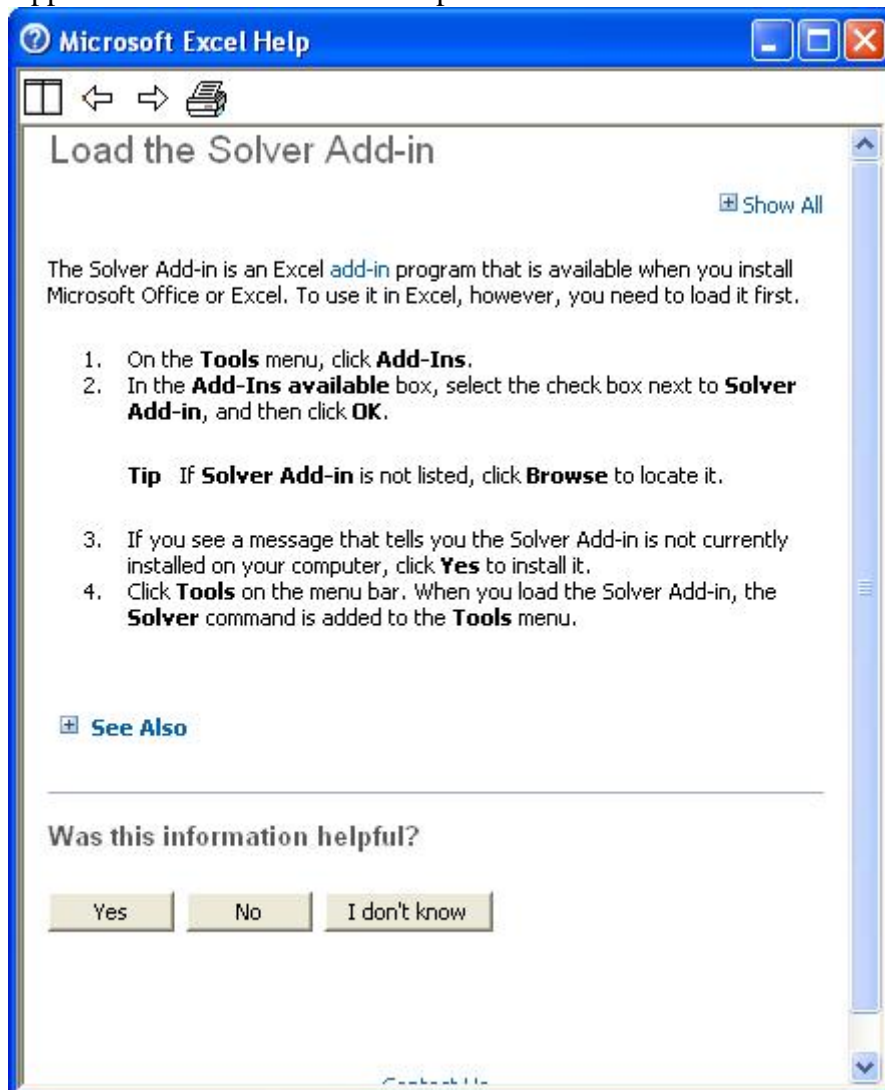 Microsoft Excel Help
Load the Solver Add-in
Show All
The Solver Add-in is an Excel add-in program that is available when you install
Microsoft Office or Excel. To use it in Excel, however, you need to load it first.
1. On the Tools menu, click Add-Ins.
2. In the Add-Ins available box, select the check box next to Solver
Add-in, and then click OK.
Tip If Solver Add-in is not listed, click Browse to locate it.
3. If you see a message that tells you the Solver Add-in is not currently
installed on your computer, click Yes to install it.
4. Click Tools on the menu bar. When you load the Solver Add-in, the
Solver command is added to the Tools menu.
See Also
Was this information helpful?
Yes No I don't know